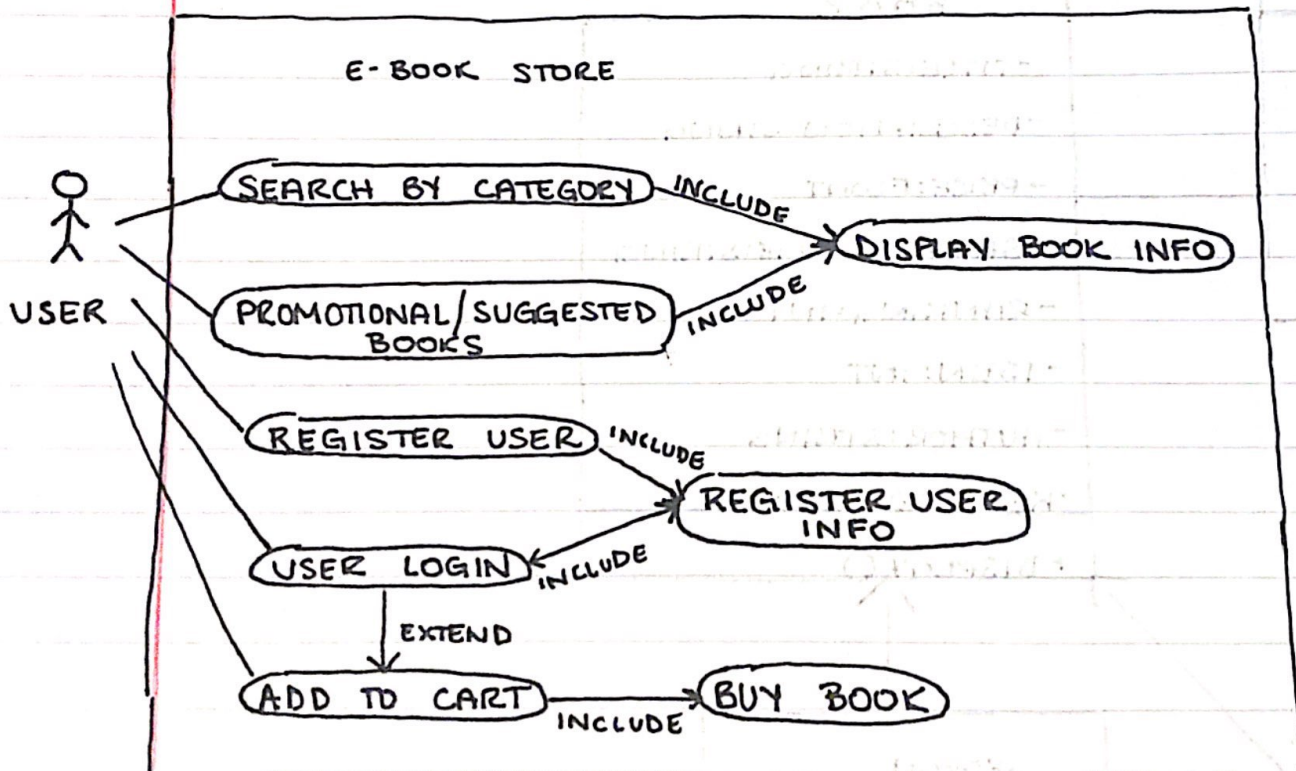 E-BOOK STORE
SEARCH BY CATEGORY
INCLUDE
DISPLAY BOOK INFO
USER
PROMOTIONAL/SUGGESTED
BOOKS
INCLUDE
REGISTER USER
INCLUDE
REGISTER USER
INFO
USER LOGIN
INCLUDE
EXTEND
ADD TO CART
INCLUDE
BUY BOOK